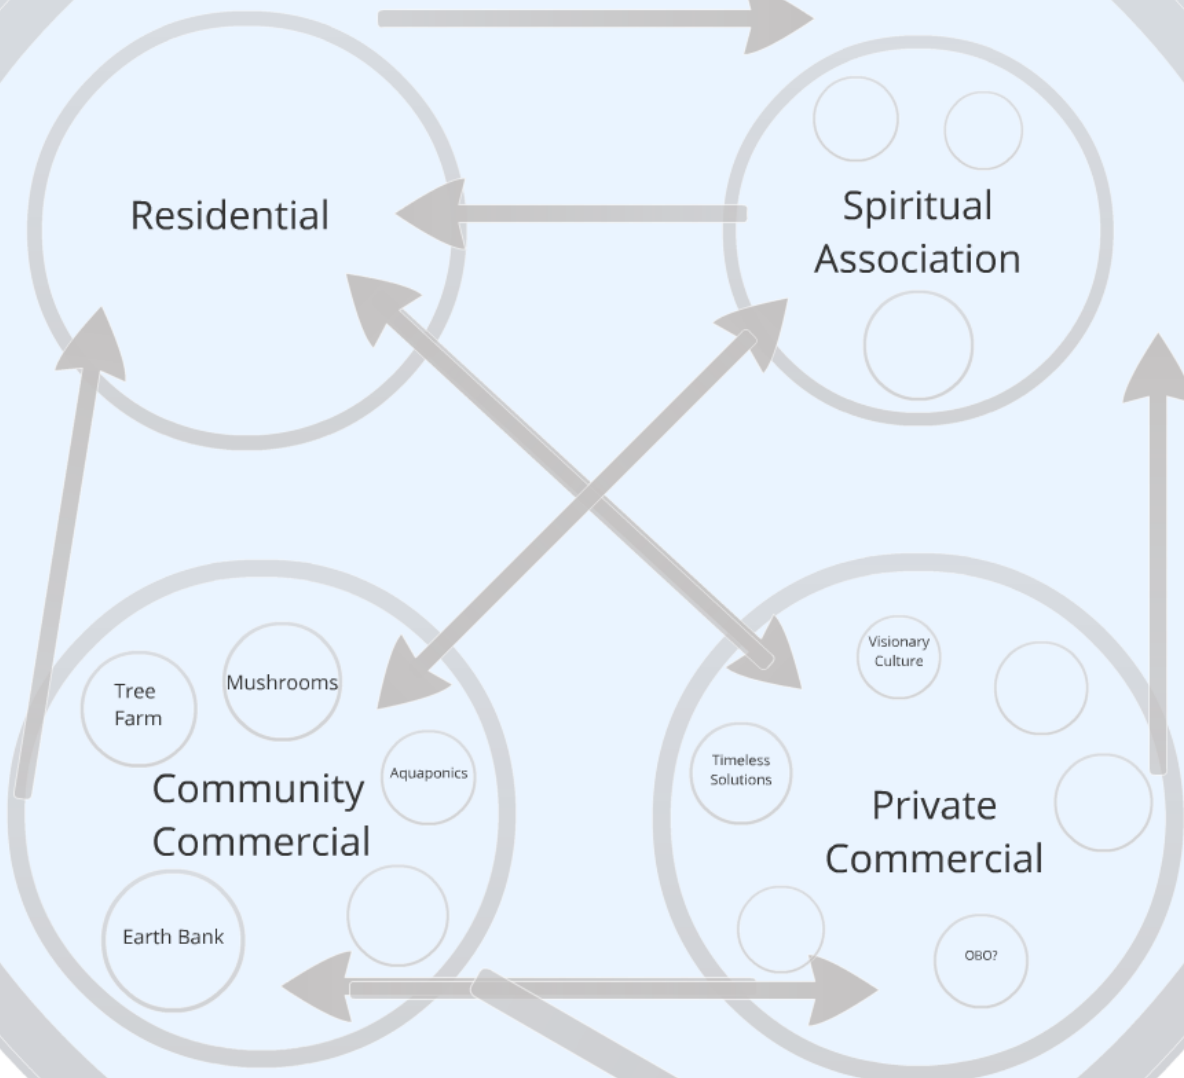 Residential
Spiritual
Association
Tree
Farm
Mushrooms
Aquaponics
Community
Commercial
Earth Bank
Visionary
Culture
Timeless
Solutions
Private
Commercial
OBO?